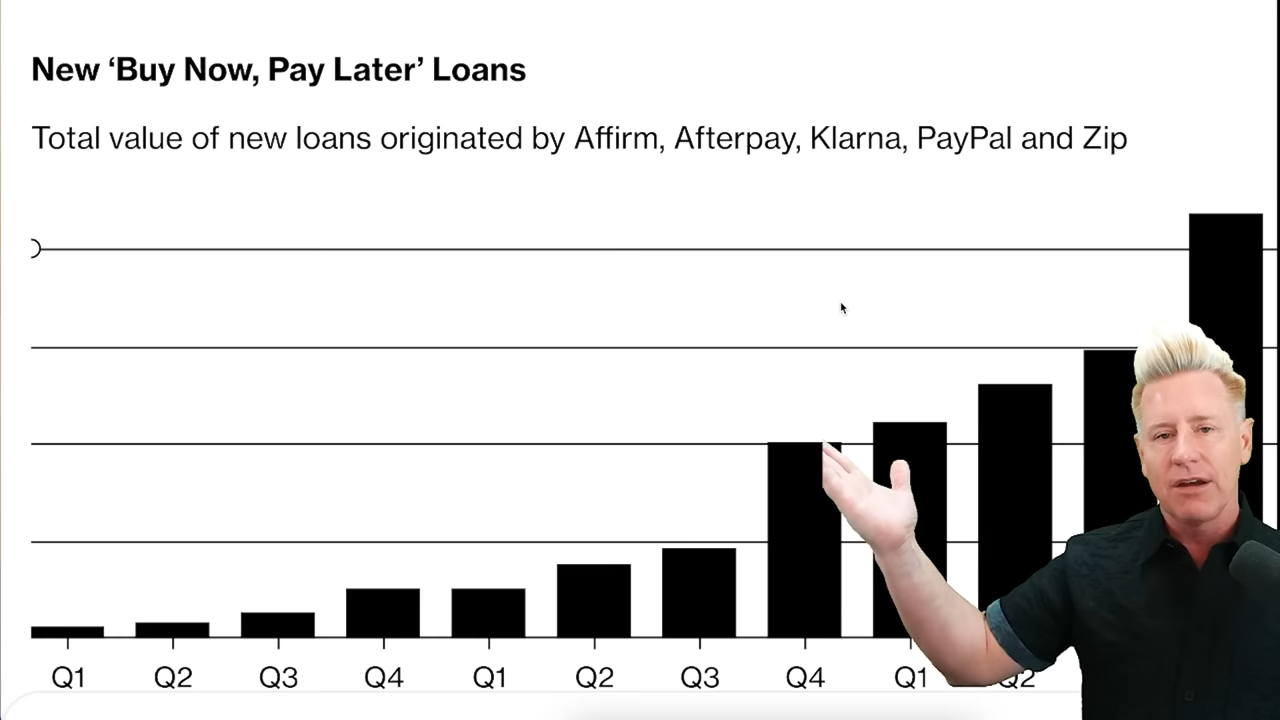 New ‘Buy Now, Pay Later’ Loans
Total value of new loans originated by Affirm, Afterpay, Klarna, PayPal and Zip
Q1 Q2 Q3 Q4 Q1 Q2 Q3 Q4 Q1 Q2